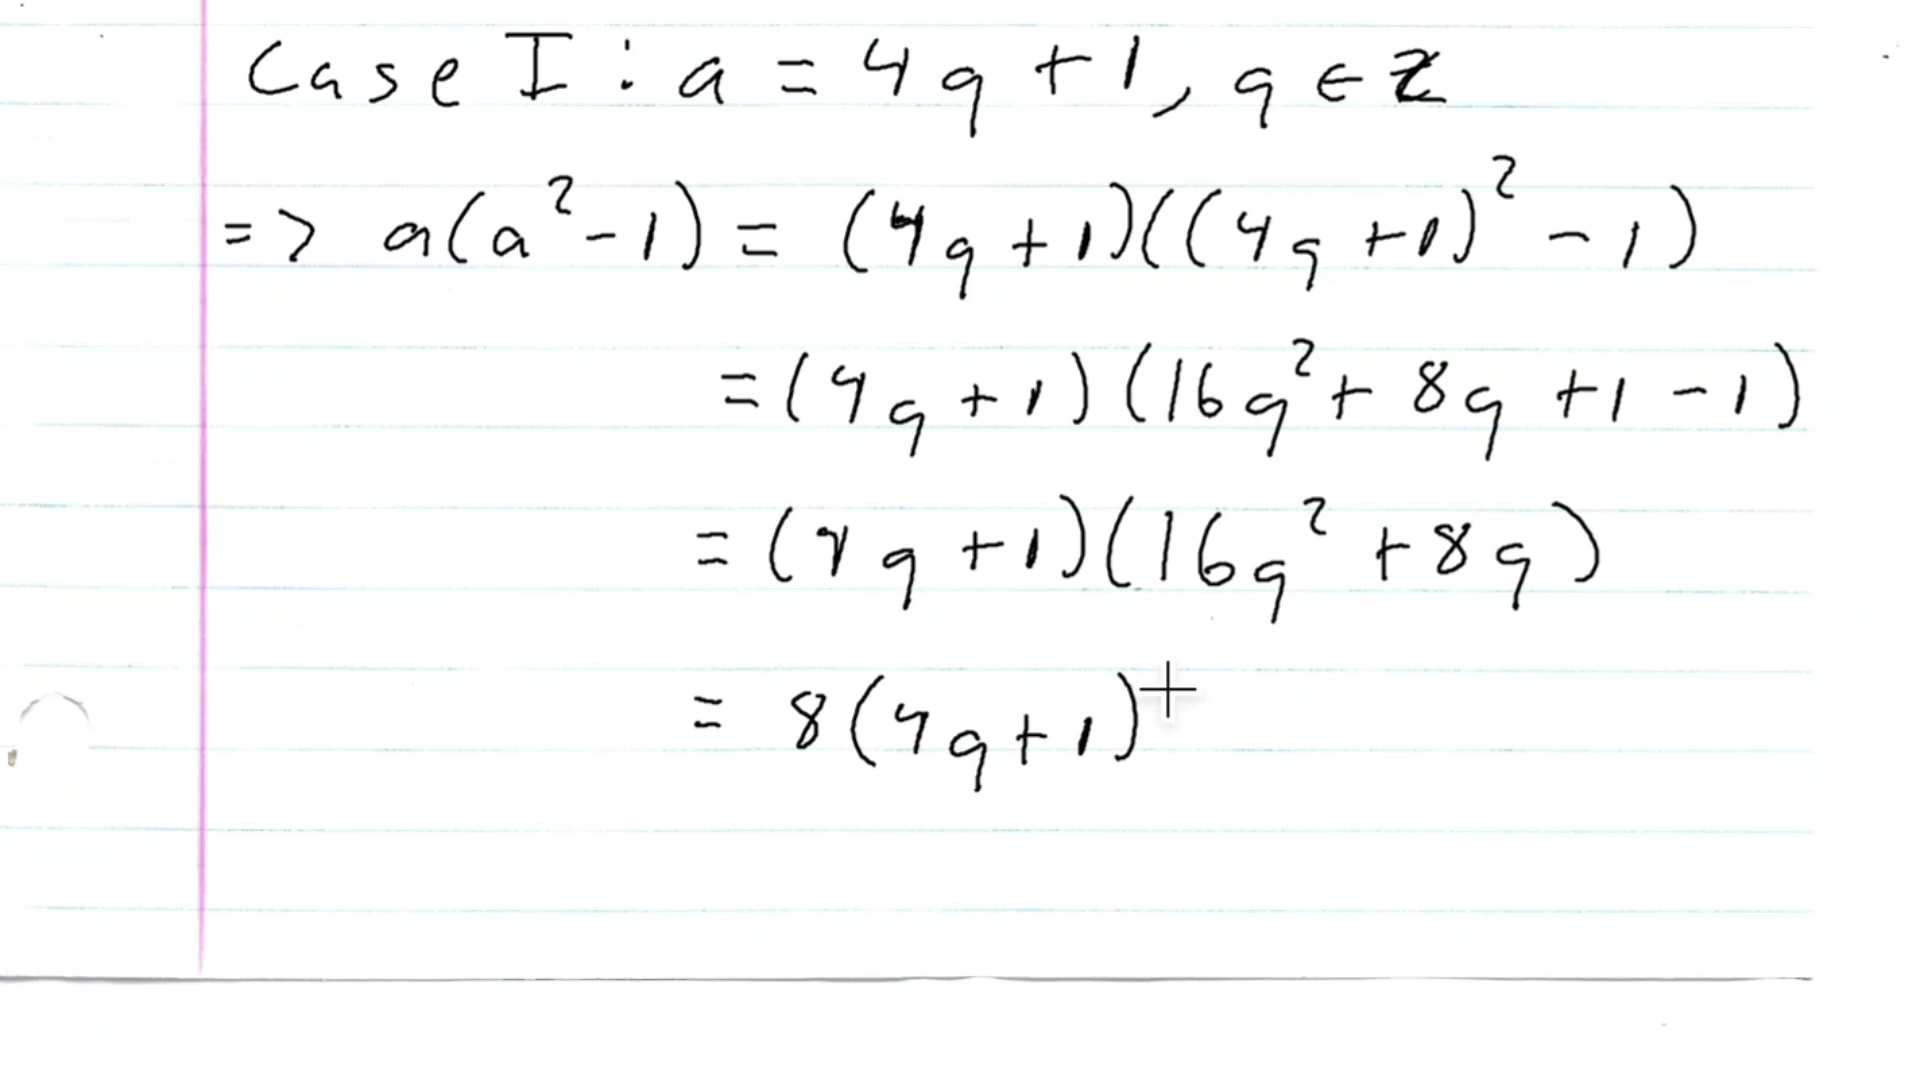 Case I: a = 4q + 1, q ∈ Z
=> a(a² - 1) = (4q + 1)((4q + 1)² - 1)
= (4q + 1)(16q² + 8q + 1 - 1)
= (4q + 1)(16q² + 8q)
= 8(4q + 1)